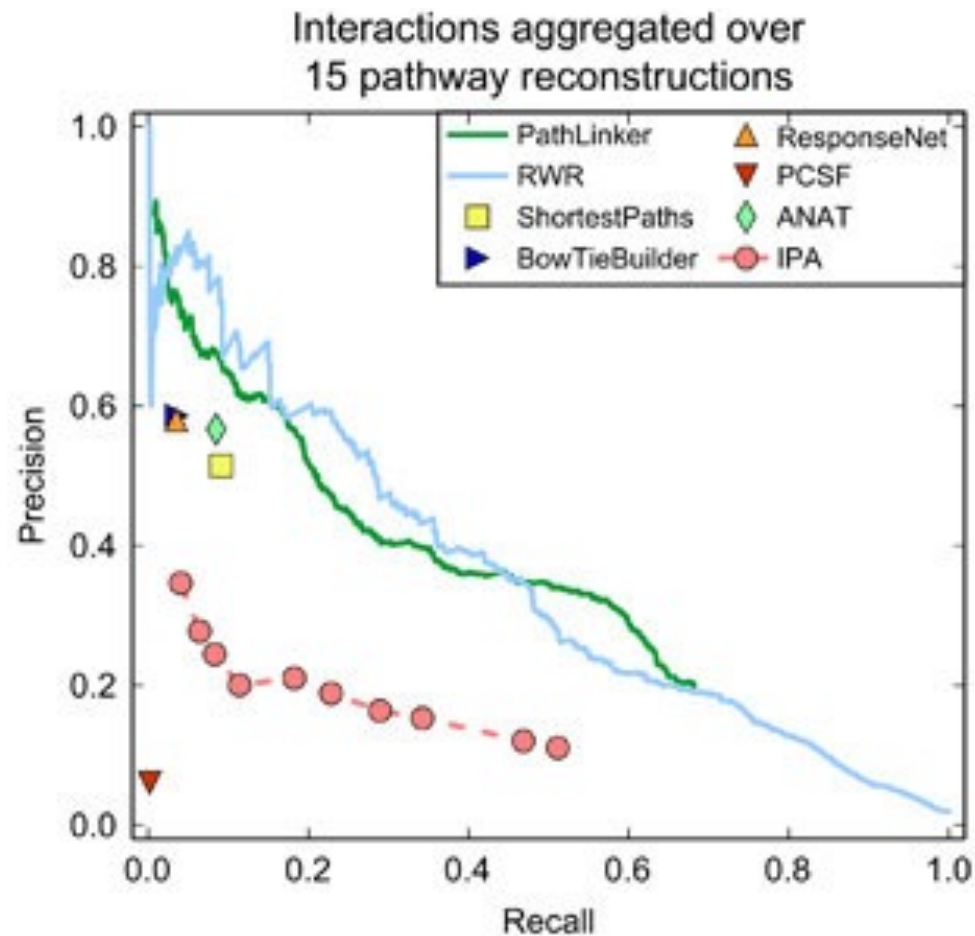 Interactions aggregated over
15 pathway reconstructions
PathLinker
RWR
ShortestPaths
BowTieBuilder
ResponseNet
PCSF
ANAT
IPA
Precision
1.0
0.8
0.6
0.4
0.2
0.0
0.0 0.2 0.4 0.6 0.8 1.0
Recall